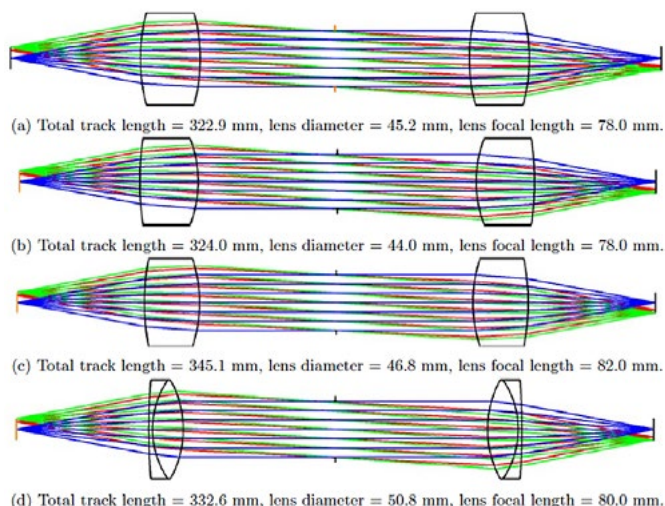 (a) Total track length = 322.9 mm, lens diameter = 45.2 mm, lens focal length = 78.0 mm.
(b) Total track length = 324.0 mm, lens diameter = 44.0 mm, lens focal length = 78.0 mm.
(c) Total track length = 345.1 mm, lens diameter = 46.8 mm, lens focal length = 82.0 mm.
(d) Total track length = 332.6 mm, lens diameter = 50.8 mm, lens focal length = 80.0 mm.